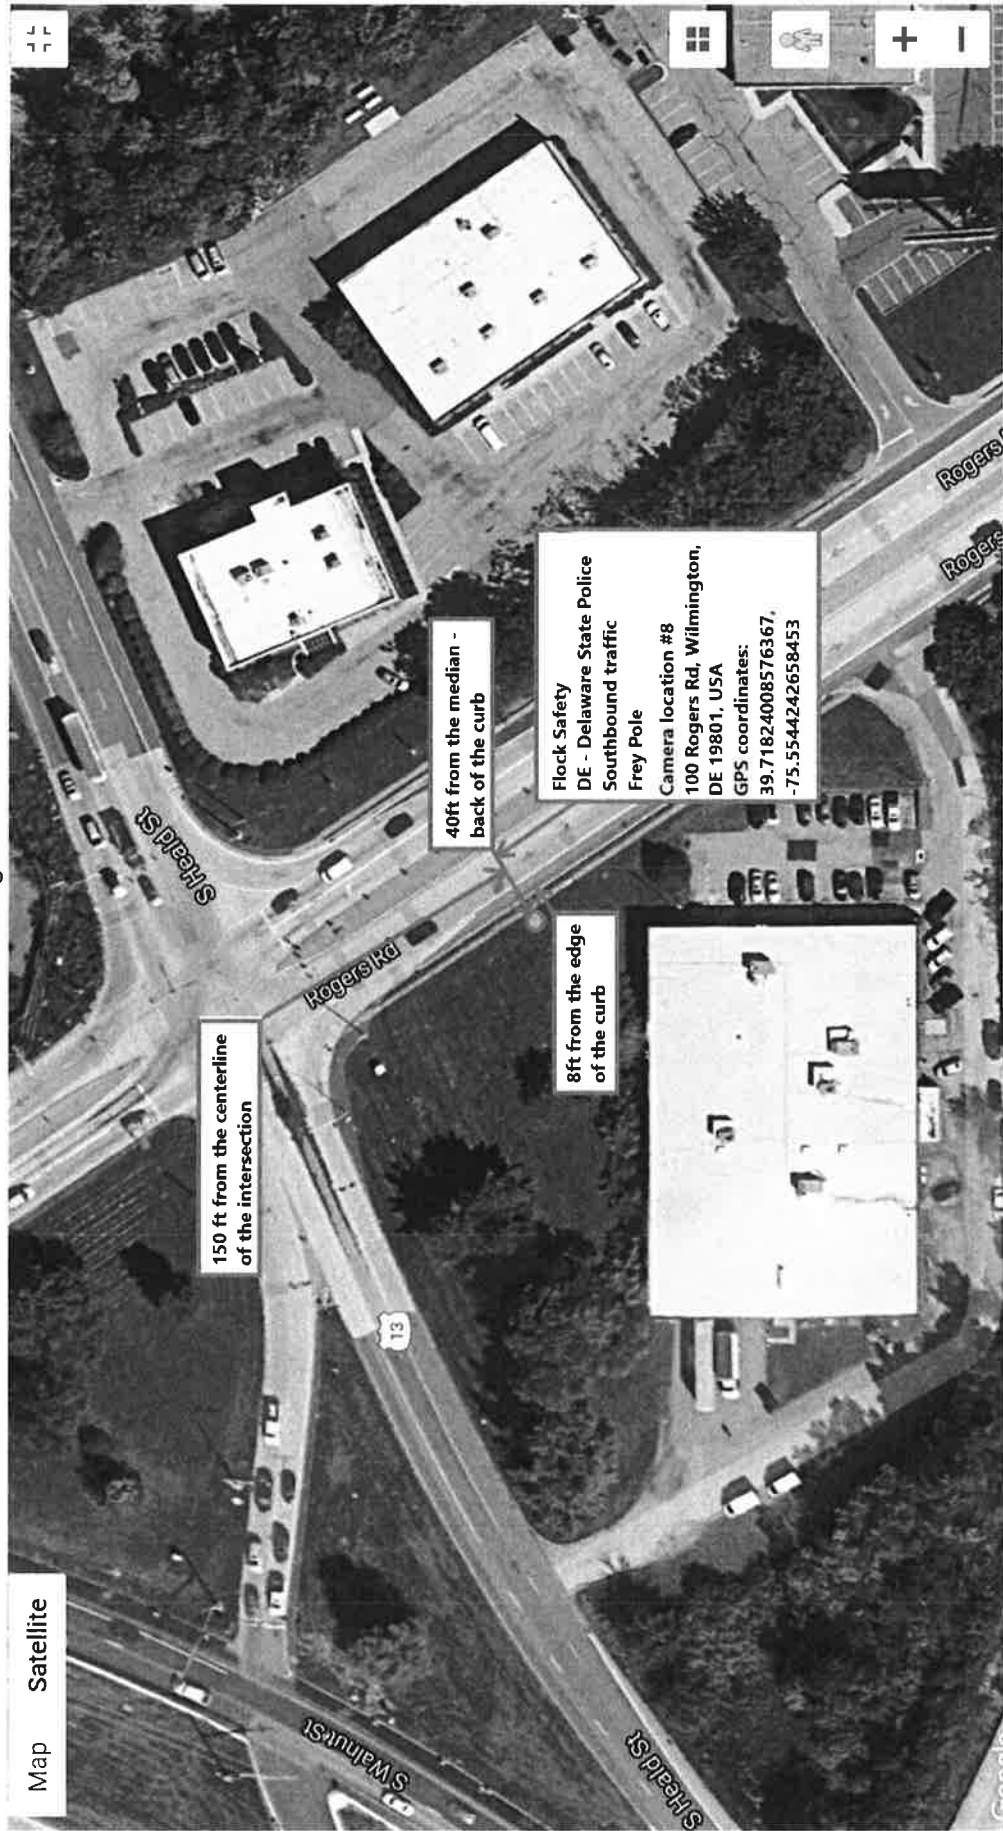 Map Satellite
S Heald St
150 ft from the centerline
of the intersection
Rogers Rd
40ft from the median -
back of the curb
8ft from the edge
of the curb
Flock Safety
DE - Delaware State Police
Southbound traffic
Frey Pole
Camera location #8
100 Rogers Rd, Wilmington,
DE 19801, USA
GPS coordinates:
39.718240085763​67,
-75.55442426584​53
13
S Walnut St
S Heald St
Rogers
Rogers